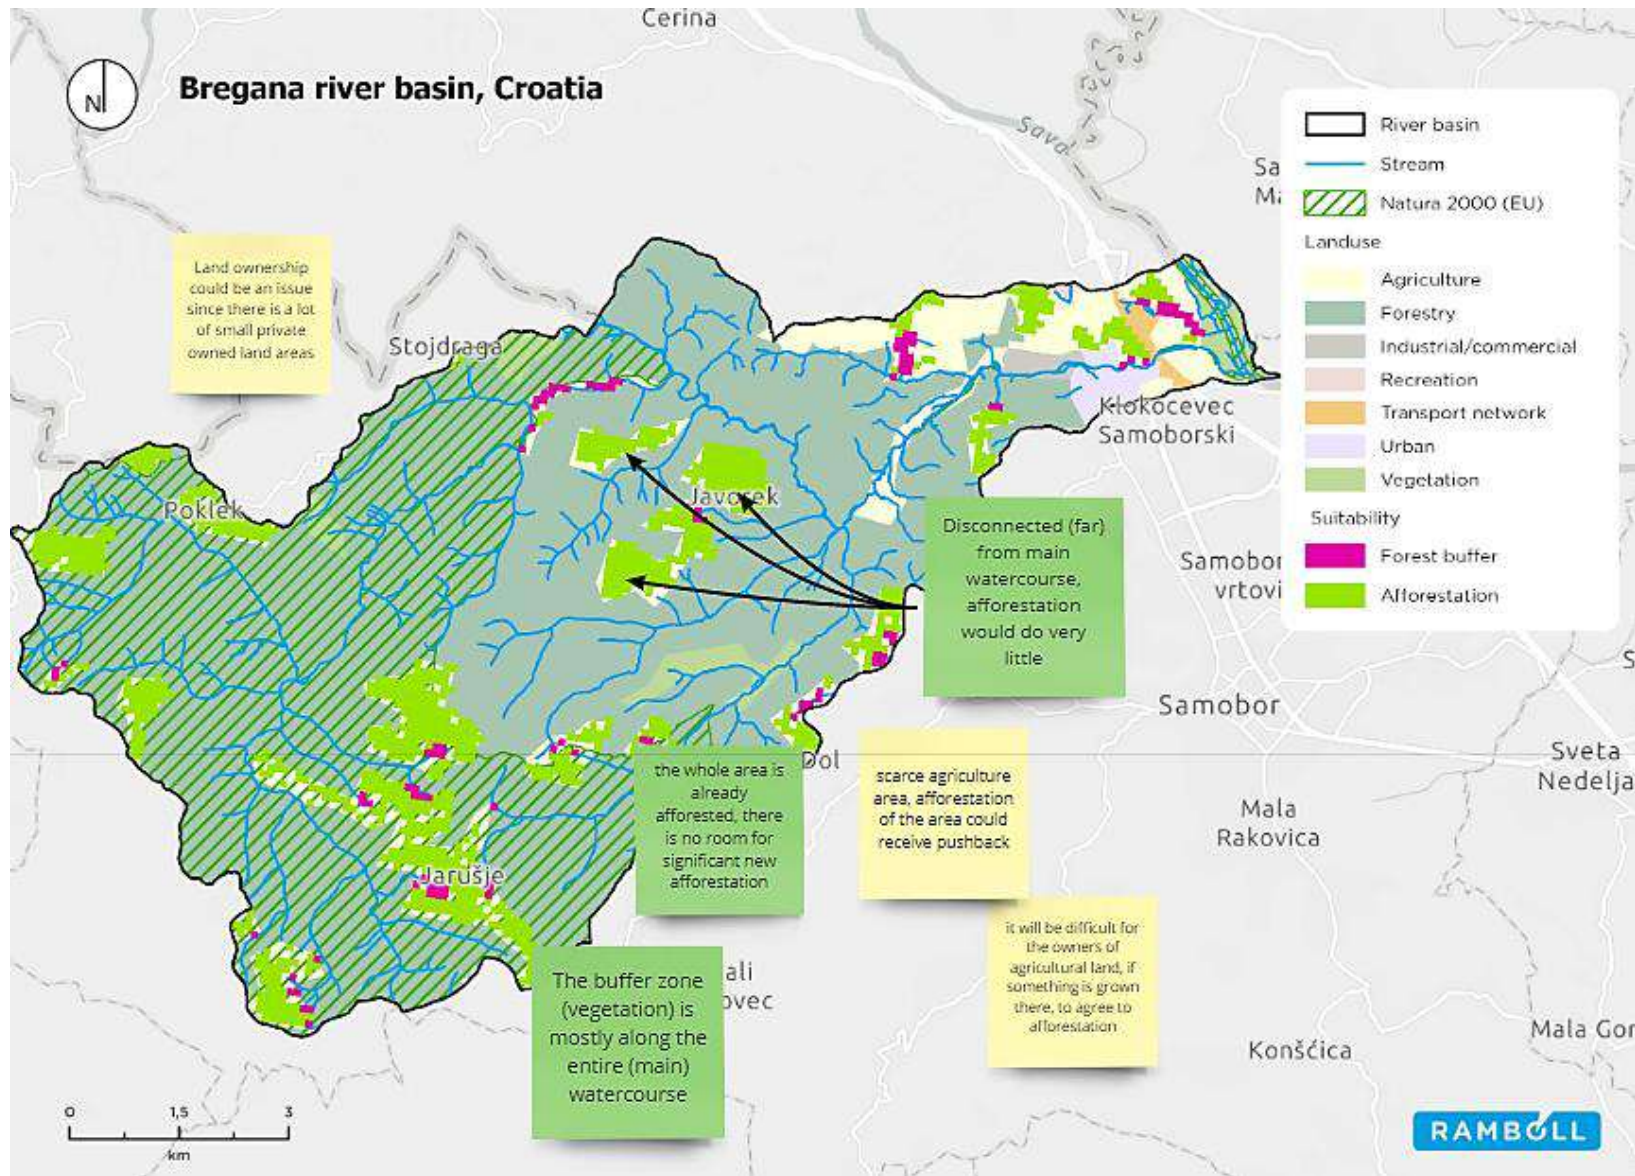 Cerina
N
Bregana river basin, Croatia
Sava
Sa
Ma
River basin
Stream
Natura 2000 (EU)
Landuse
Agriculture
Forestry
Industrial/commercial
Recreation
Transport network
Urban
Vegetation
Suitability
Forest buffer
Afforestation
Land ownership
could be an issue
since there is a lot
of small private
owned land areas
Stojdraga
Klokočevec
Samoborski
Poklek
Javorek
Disconnected (far)
from main
watercourse,
afforestation
would do very
little
Samobor
vrtovi
Samobor
Dol
the whole area is
already
afforested, there
is no room for
significant new
afforestation
scarce agriculture
area, afforestation
of the area could
receive pushback
Sveta
Nedelja
Mala
Rakovica
Jarušje
it will be difficult for
the owners of
agricultural land, if
something is grown
there, to agree to
afforestation
The buffer zone
(vegetation) is
mostly along the
entire (main)
watercourse
ali
ovec
Konšćica
Mala Gor
0 1,5 3
km
RAMBOLL